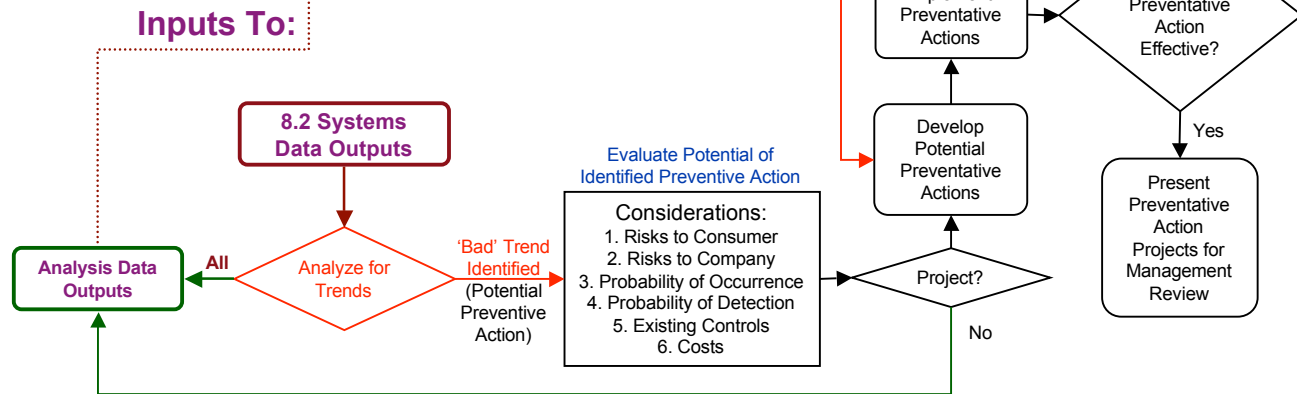 Inputs To:
Preventative
Actions
Preventative
Action
Effective?
8.2 Systems
Data Outputs
Develop
Potential
Preventative
Actions
Yes
Evaluate Potential of
Identified Preventive Action
Present
Preventative
Action
Projects for
Management
Review
Considerations:
1. Risks to Consumer
2. Risks to Company
3. Probability of Occurrence
4. Probability of Detection
5. Existing Controls
6. Costs
Analysis Data
Outputs
All
Analyze for
Trends
‘Bad’ Trend
Identified
(Potential
Preventive
Action)
Project?
No